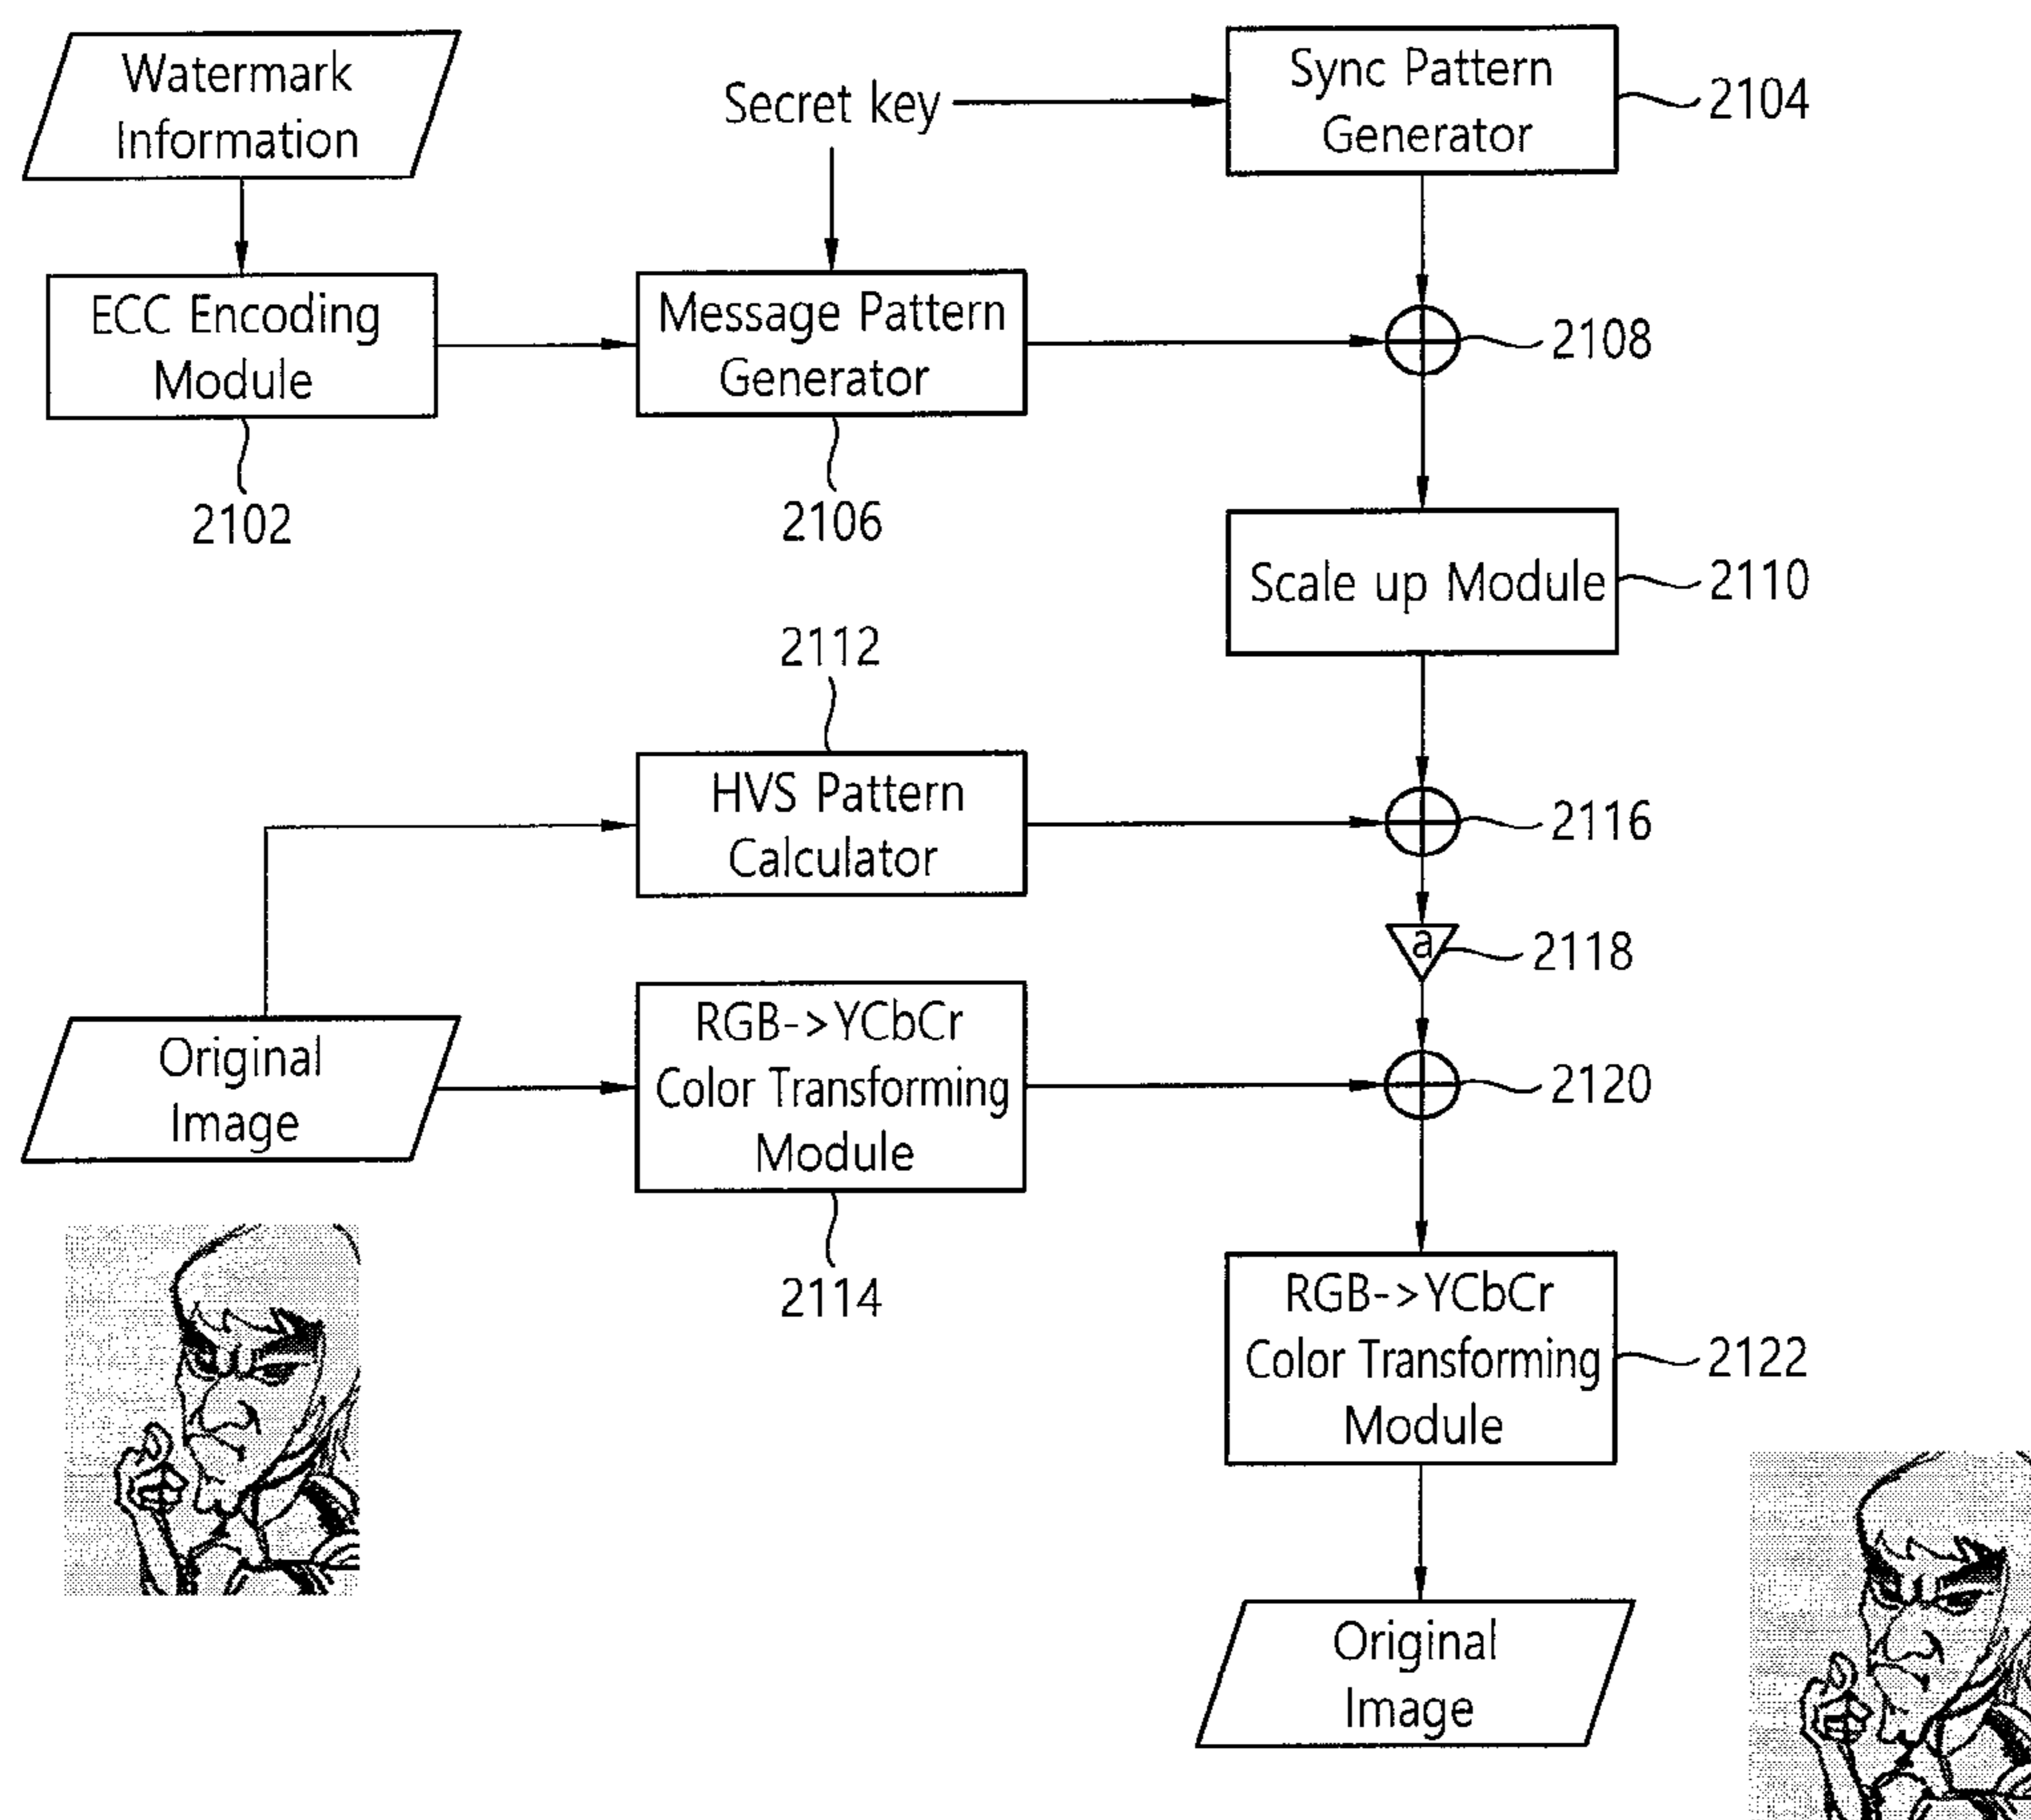 Watermark
Information
Secret key
Sync Pattern
Generator
2104
ECC Encoding
Module
2102
Message Pattern
Generator
2106
2108
Scale up Module
2110
2112
HVS Pattern
Calculator
2116
a
2118
Original
Image
RGB->YCbCr
Color Transforming
Module
2114
2120
RGB->YCbCr
Color Transforming
Module
2122
Original
Image